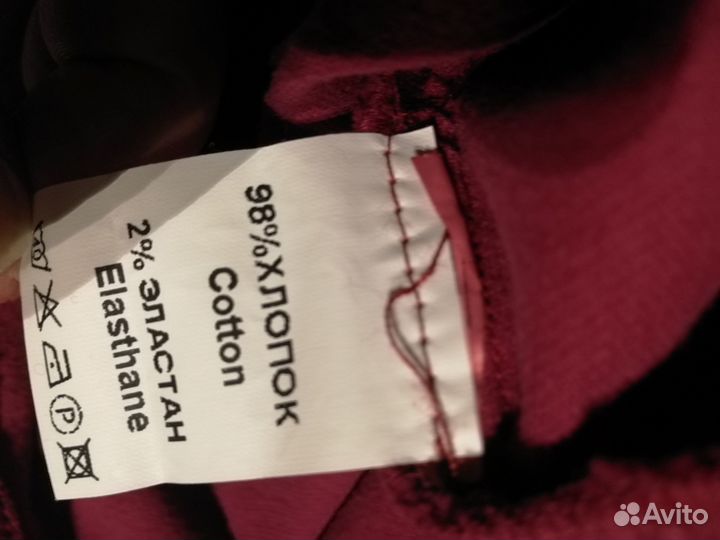 98% ХЛОПОК
Cotton
2% ЭЛАСТАН
Elasthane
P
Avito